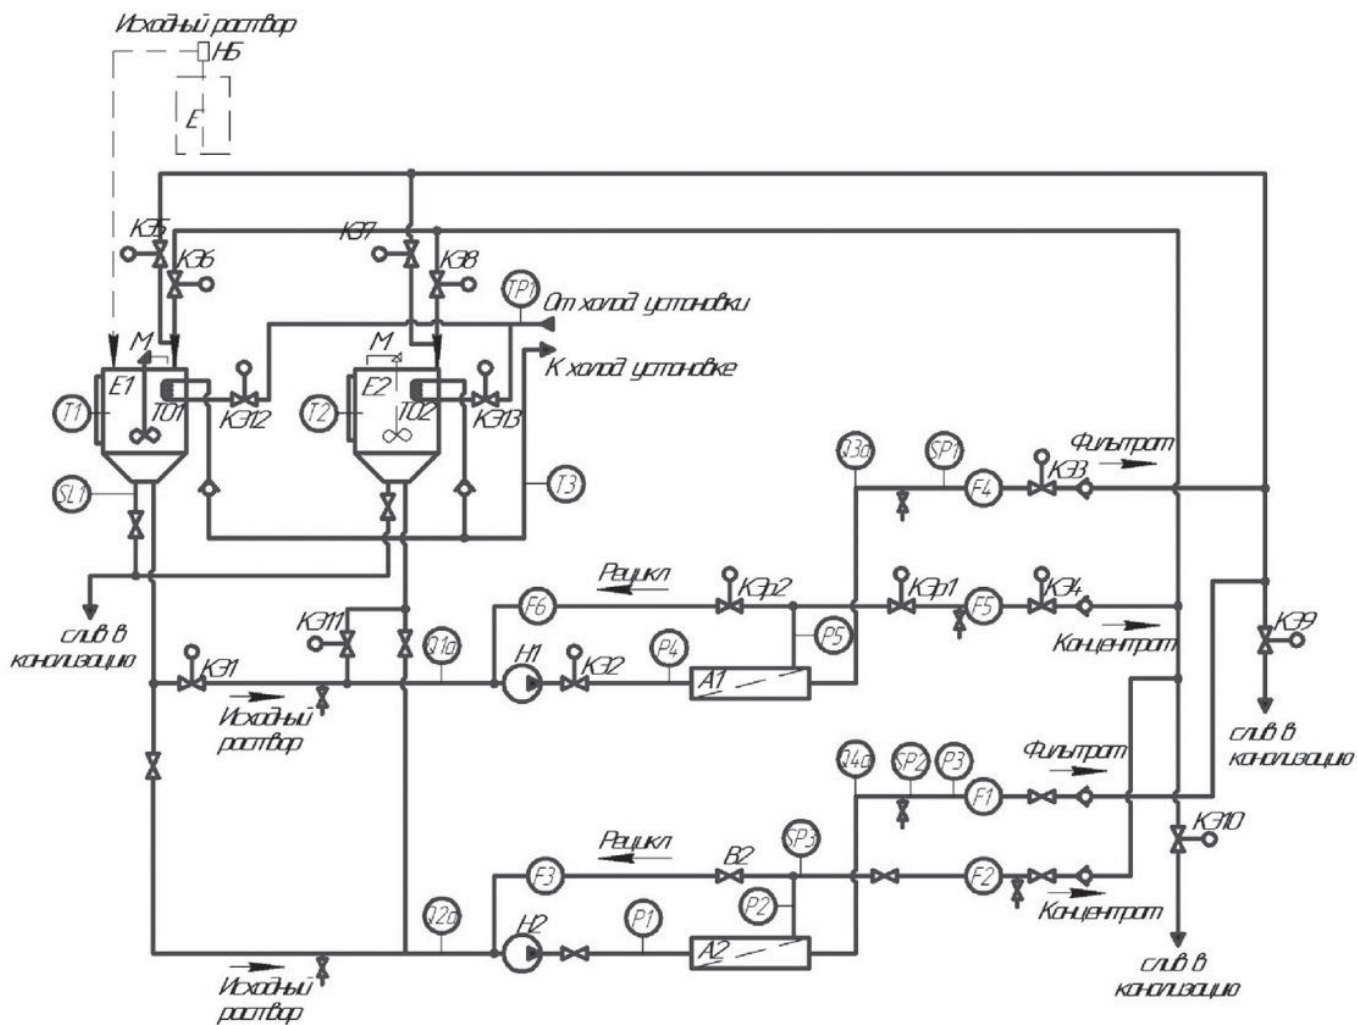 Исходный раствор
НБ
Е
КЭ5
КЭ6
КЭ7
КЭ8
ТР1
От холод установки
К холод установке
М
Е1
ТО1
Т1
КЭ12
М
Е2
ТО2
Т2
КЭ13
SL1
Т3
Q3a
SP1
F4
КЭ3
Фильтрат
слив в
канализацию
Рецикл
F6
КЭр2
КЭр1
F5
КЭ4
Концентрат
КЭ9
КЭ11
Q1a
Н1
КЭ2
P4
P5
А1
КЭ1
Исходный
раствор
слив в
канализацию
Q4a
SP2
P3
F1
Фильтрат
КЭ10
Рецикл
F3
В2
SP3
F2
Концентрат
Q2a
Н2
P1
P2
А2
Исходный
раствор
слив в
канализацию